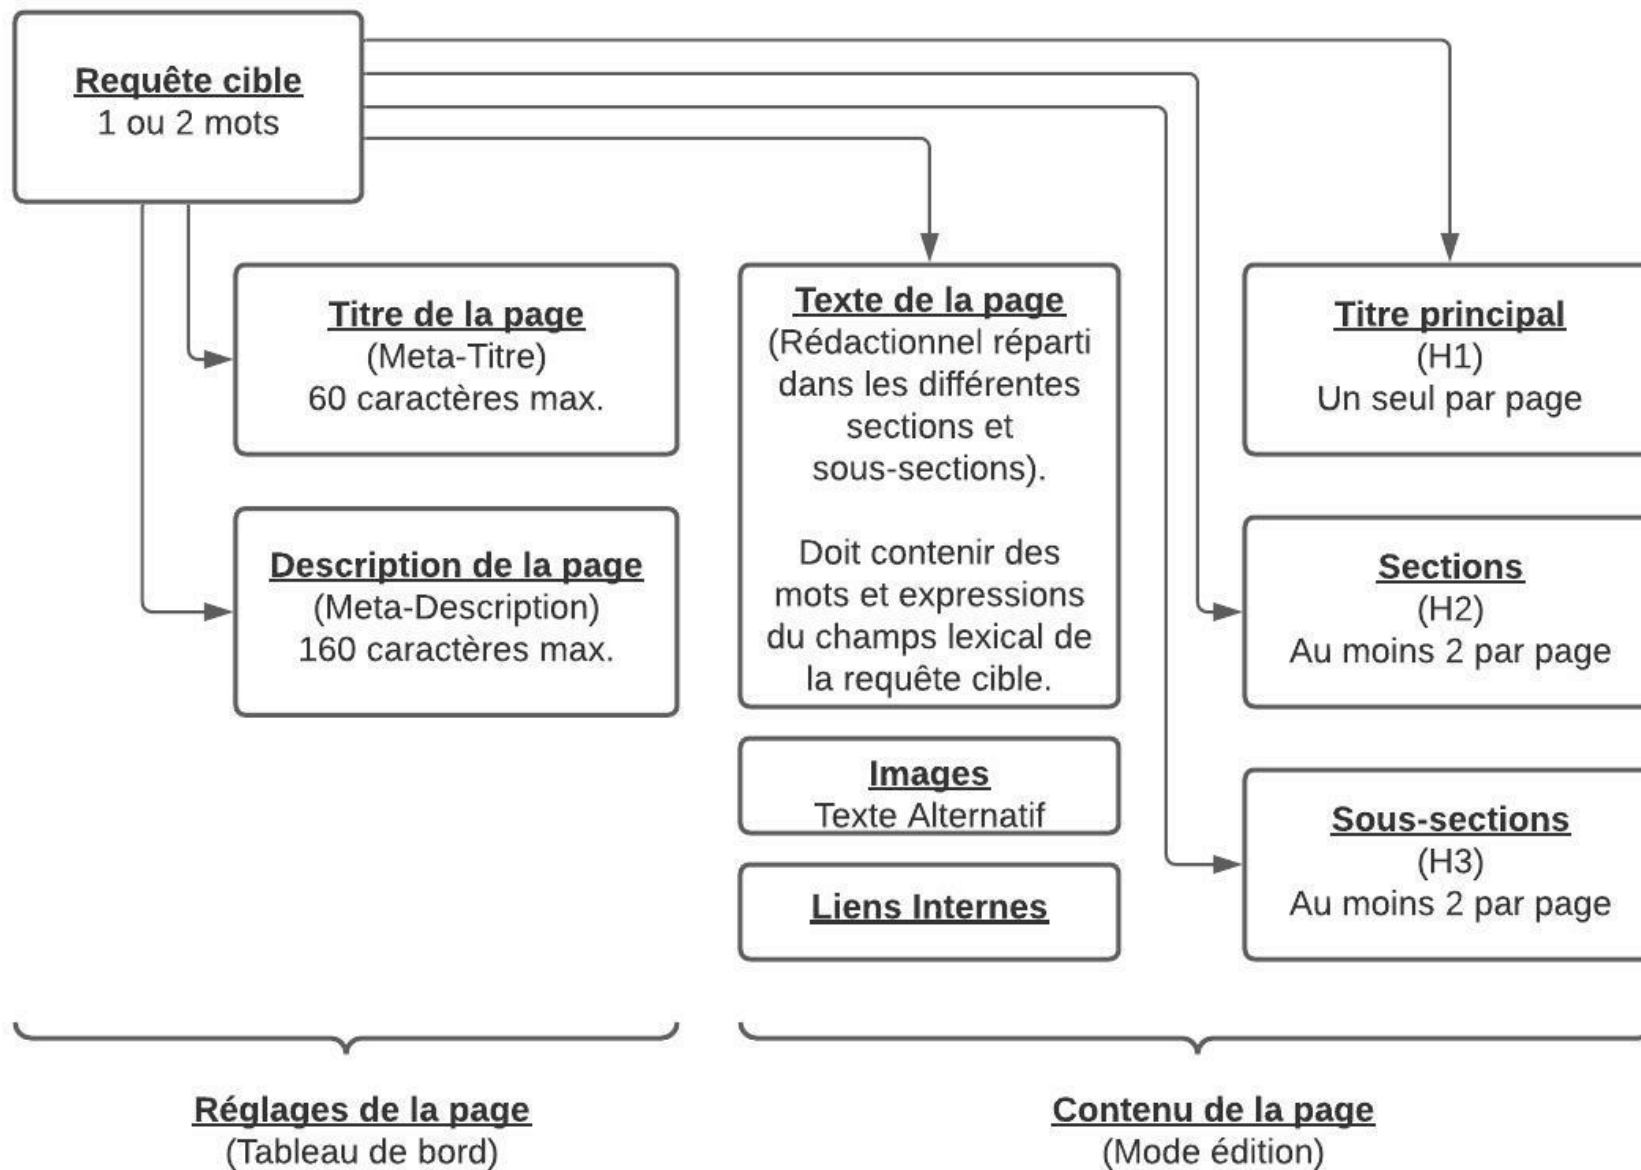 Requête cible
1 ou 2 mots
Titre de la page
(Meta-Titre)
60 caractères max.
Description de la page
(Meta-Description)
160 caractères max.
Texte de la page
(Rédactionnel réparti
dans les différentes
sections et
sous-sections).
Doit contenir des
mots et expressions
du champs lexical de
la requête cible.
Images
Texte Alternatif
Liens Internes
Titre principal
(H1)
Un seul par page
Sections
(H2)
Au moins 2 par page
Sous-sections
(H3)
Au moins 2 par page
Réglages de la page
(Tableau de bord)
Contenu de la page
(Mode édition)